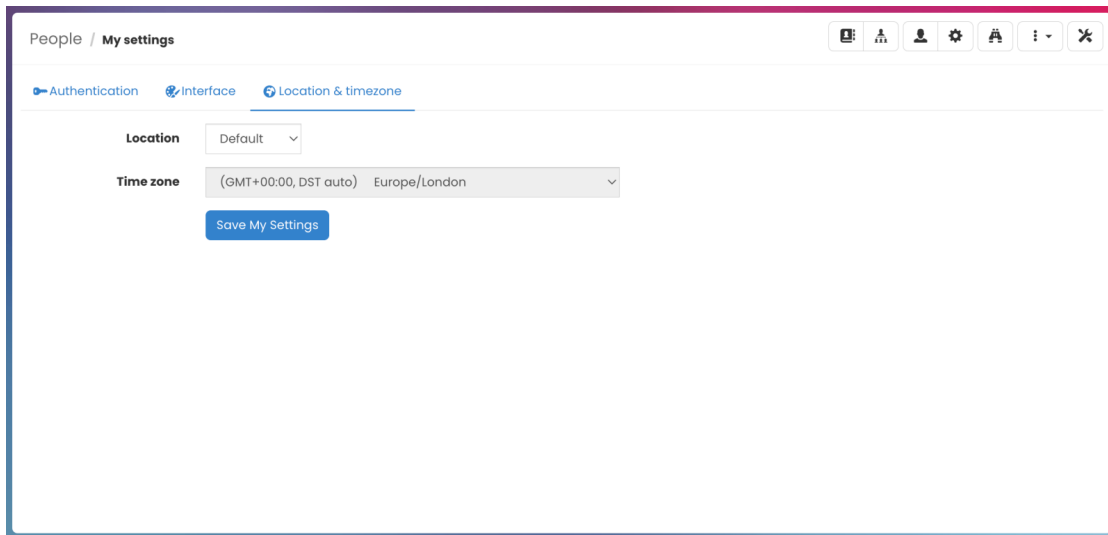 People / My settings
Authentication Interface Location & timezone
Location Default
Time zone (GMT+00:00, DST auto) Europe/London
Save My Settings